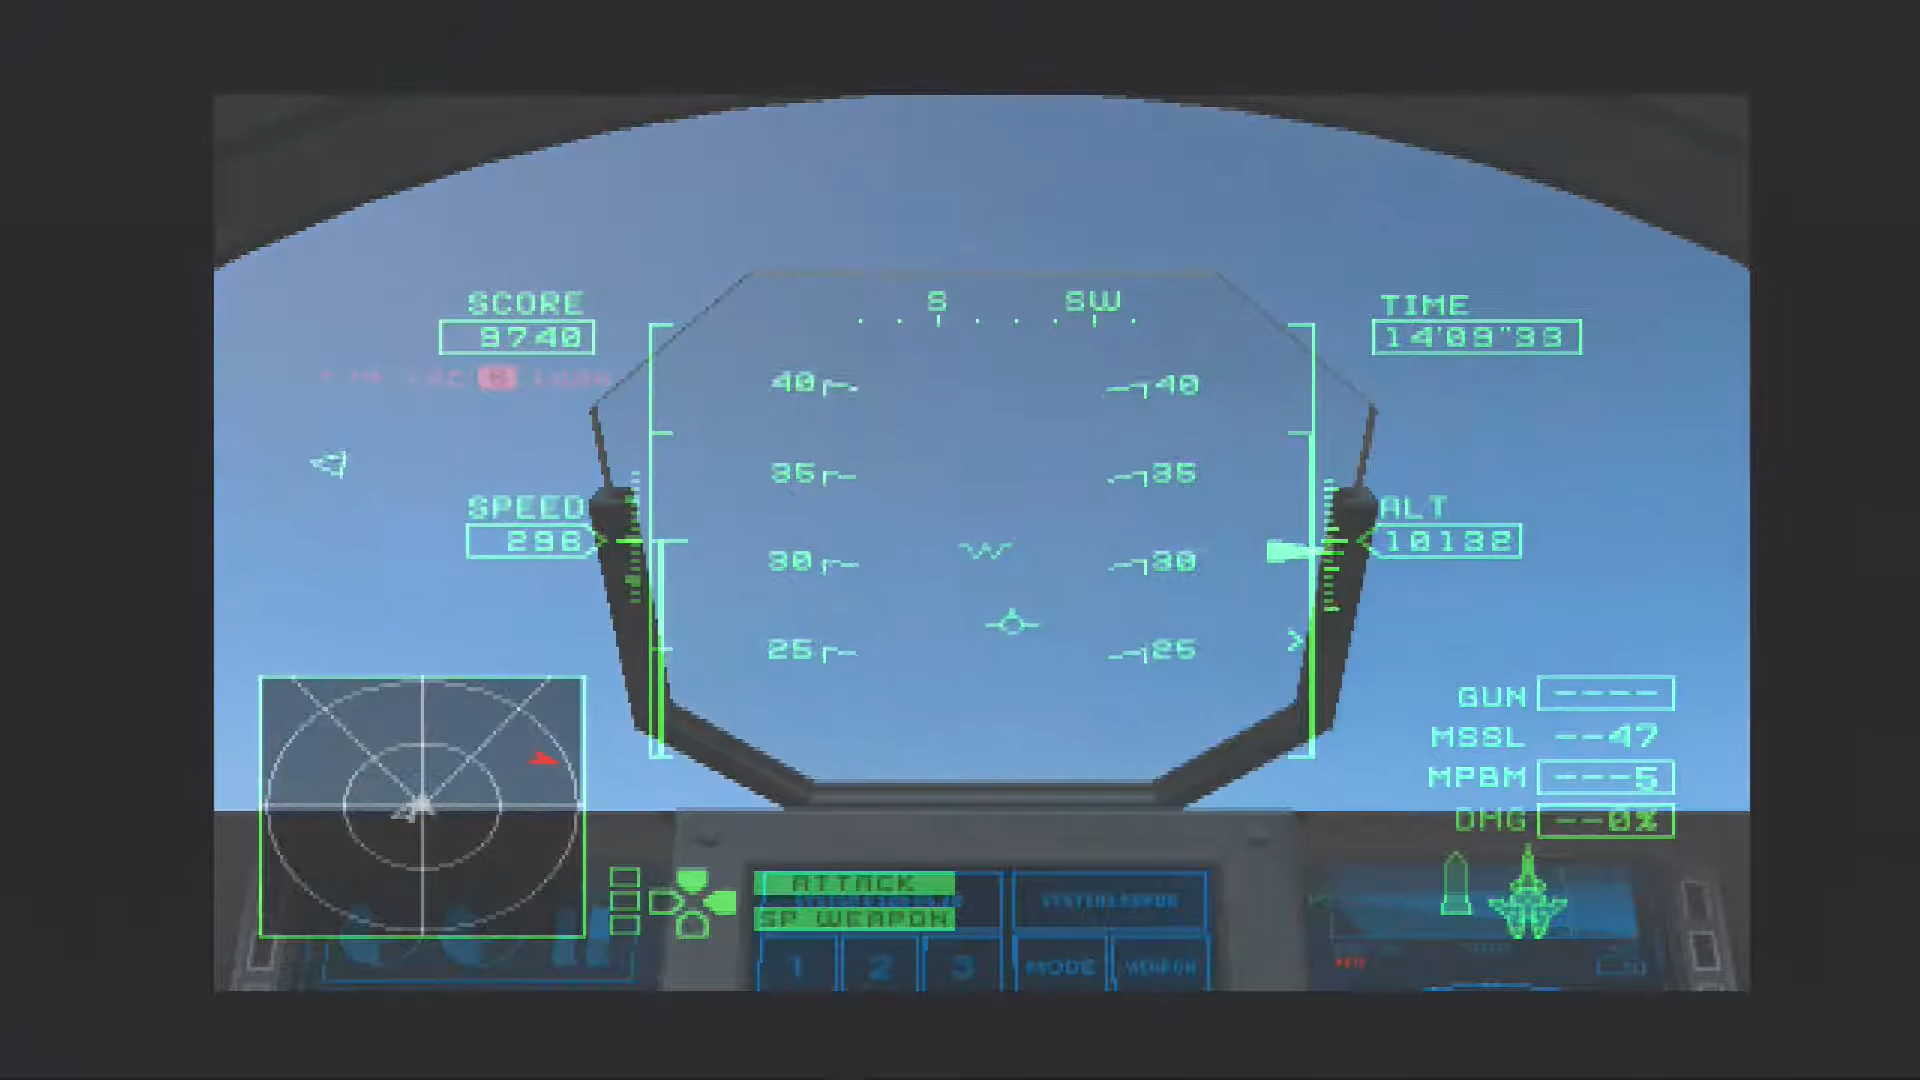 S SW
SCORE
9740
TIME
14'09"93
40 40
35 35
SPEED
298
ALT
10132
30 30
25 25
GUN ----
MSSL --47
MPBM ---5
DMG --0%
ATTACK
SP WEAPON
1 2 3 MODE WEAPON